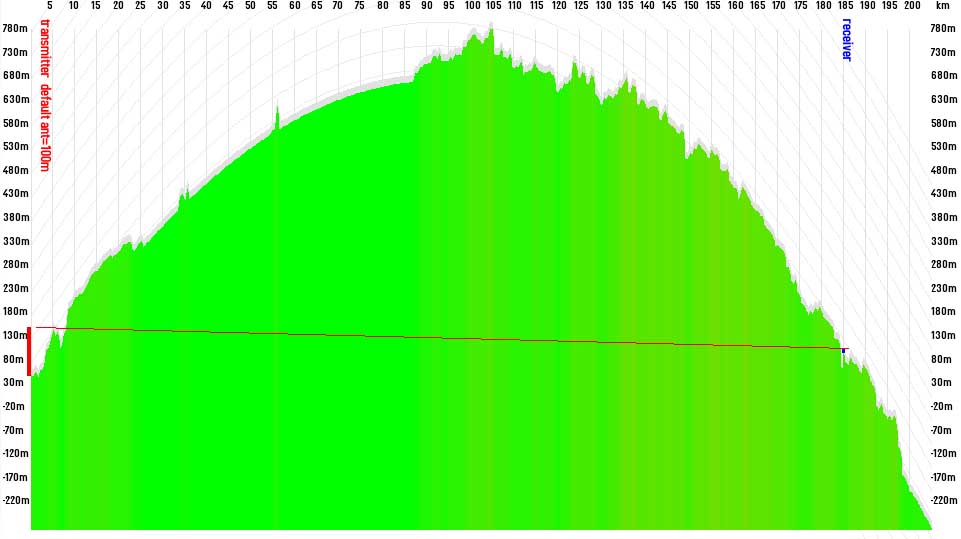 5 10 15 20 25 30 35 40 45 50 55 60 65 70 75 80 85 90 95 100 105 110 115 120 125 130 135 140 145 150 155 160 165 170 175 180 185 190 195 200 km
780m 780m
730m 730m
680m 680m
630m 630m
580m 580m
530m 530m
480m 480m
430m 430m
380m 380m
330m 330m
280m 280m
230m 230m
180m 180m
130m 130m
80m 80m
30m 30m
-20m -20m
-70m -70m
-120m -120m
-170m -170m
-220m -220m
transmitter default ant=100m
receiver